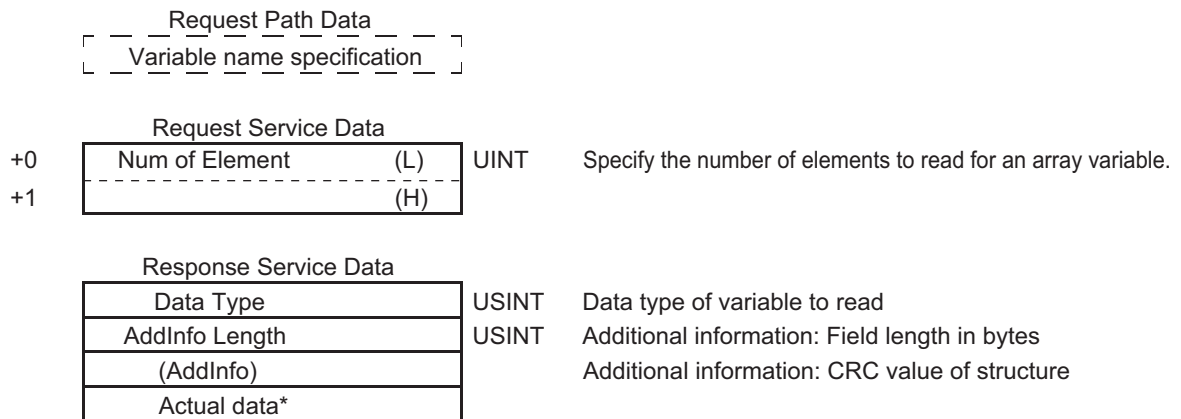 Request Path Data
Variable name specification
Request Service Data
+0 Num of Element (L) UINT Specify the number of elements to read for an array variable.
+1 (H)
Response Service Data
Data Type USINT Data type of variable to read
AddInfo Length USINT Additional information: Field length in bytes
(AddInfo) Additional information: CRC value of structure
Actual data*